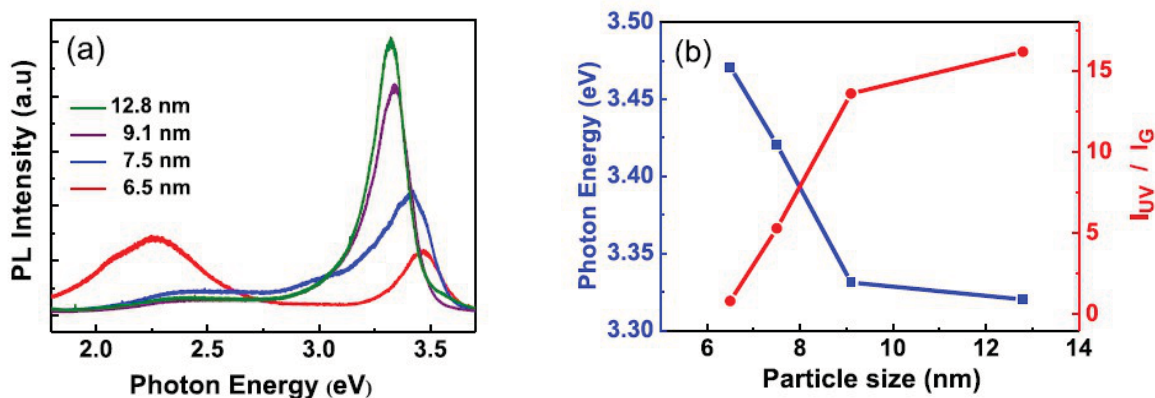 (a)
12.8 nm
9.1 nm
7.5 nm
6.5 nm
PL Intensity (a.u)
2.0 2.5 3.0 3.5
Photon Energy (eV)
(b)
3.50
3.45
3.40
3.35
3.30
Photon Energy (eV)
15
10
5
0
I_UV / I_G
6 8 10 12 14
Particle size (nm)